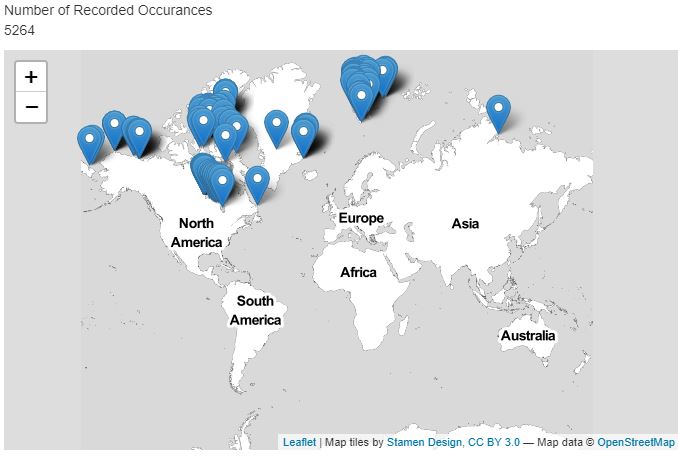 Number of Recorded Occurances
5264
+
−
North
America
Europe
Asia
Africa
South
America
Australia
Leaflet | Map tiles by Stamen Design, CC BY 3.0 — Map data © OpenStreetMap